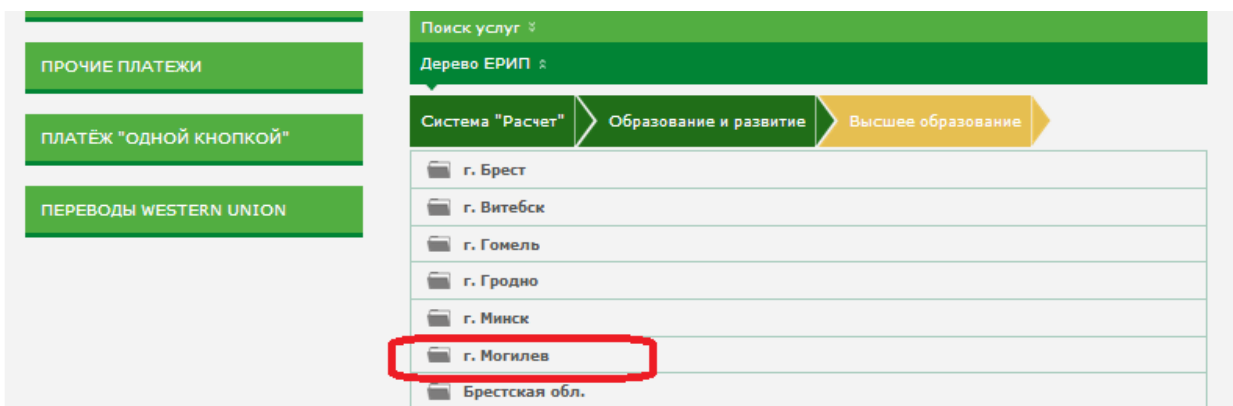 ПРОЧИЕ ПЛАТЕЖИ
ПЛАТЁЖ "ОДНОЙ КНОПКОЙ"
ПЕРЕВОДЫ WESTERN UNION
Поиск услуг
Дерево ЕРИП
Система "Расчет" Образование и развитие Высшее образование
г. Брест
г. Витебск
г. Гомель
г. Гродно
г. Минск
г. Могилев
Брестская обл.